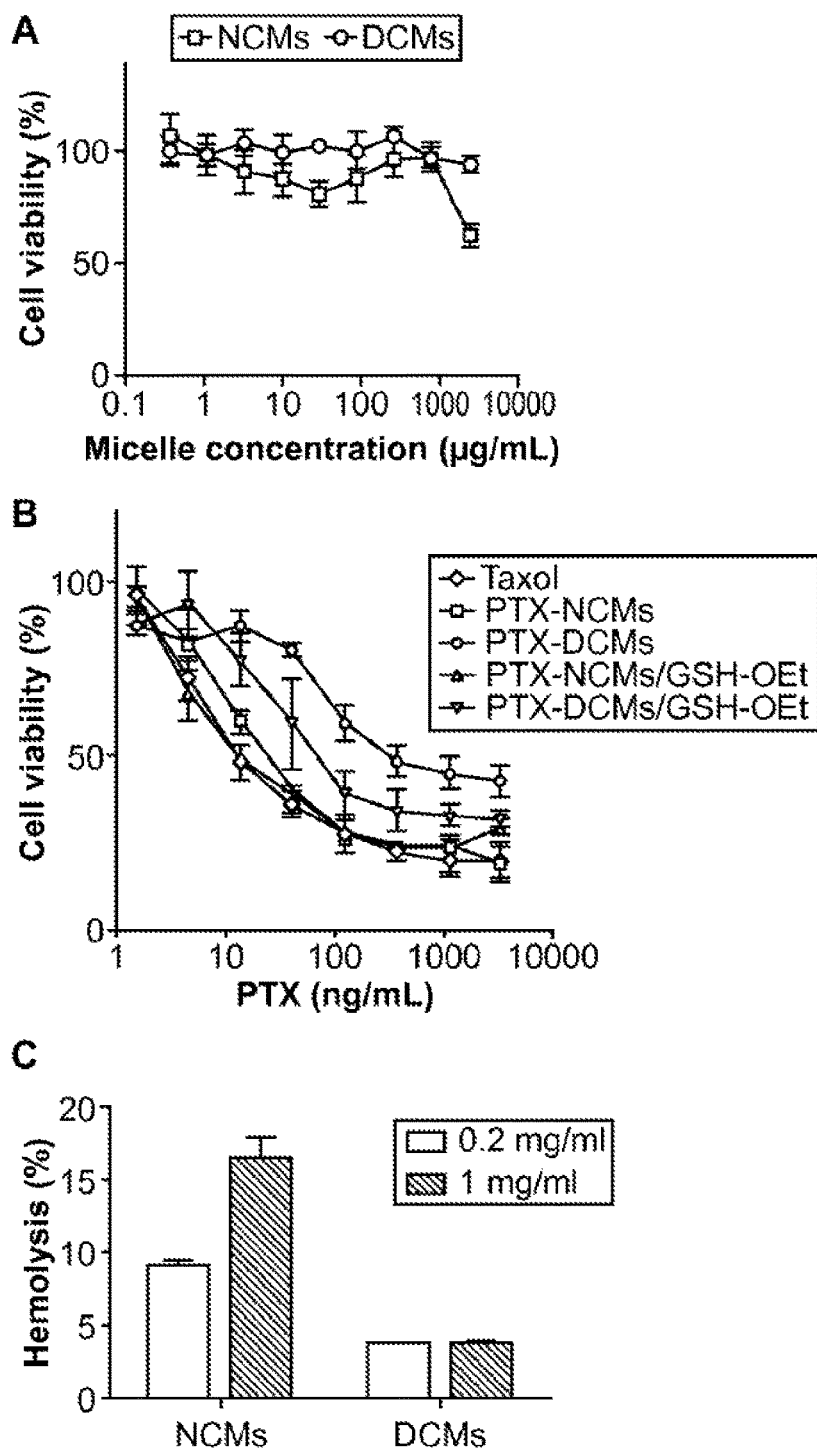 A
NCMs DCMs
Cell viability (%)
100
50
0
0.1 1 10 100 1000 10000
Micelle concentration (µg/mL)
B
Cell viability (%)
100
50
0
Taxol
PTX-NCMs
PTX-DCMs
PTX-NCMs/GSH-OEt
PTX-DCMs/GSH-OEt
1 10 100 1000 10000
PTX (ng/mL)
C
Hemolysis (%)
20
15
10
5
0
0.2 mg/ml
1 mg/ml
NCMs DCMs